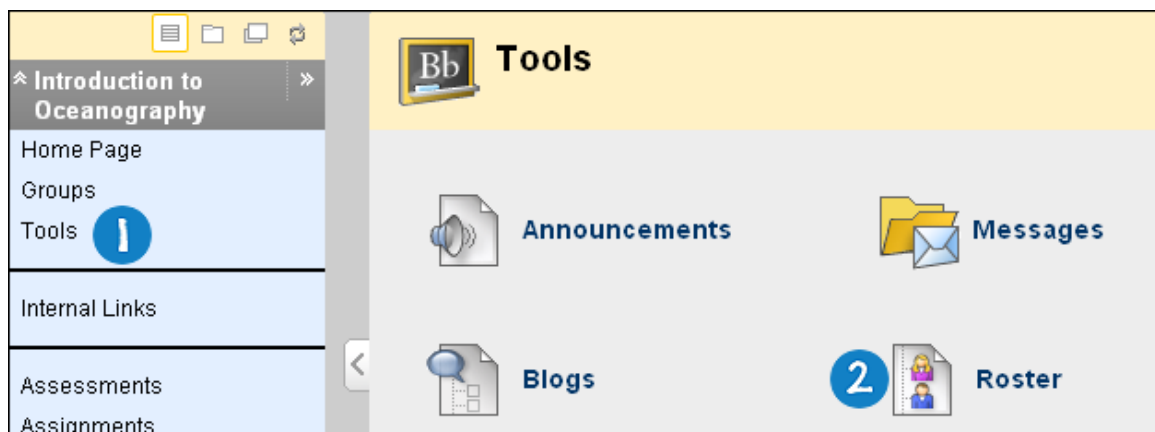 Introduction to
Oceanography
Home Page
Groups
Tools 1
Internal Links
Assessments
Assignments
Bb Tools
Announcements
Messages
Blogs
2 Roster